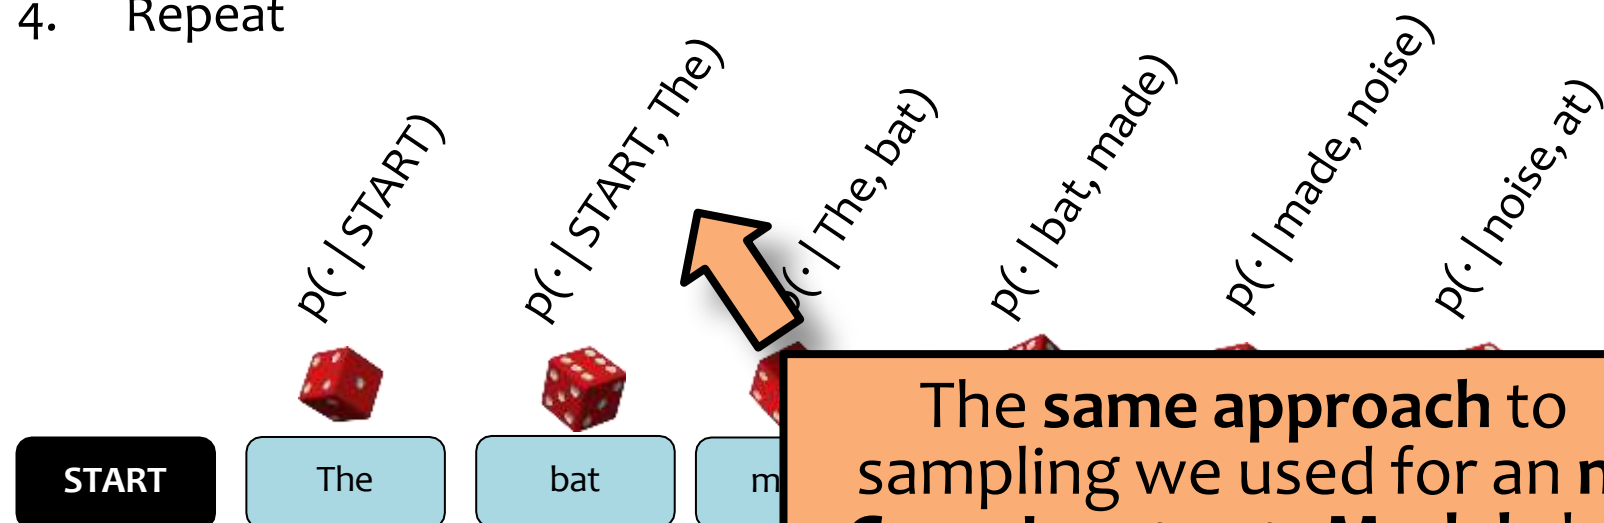 4. Repeat
p(· | START)
p(· | START, The)
p(· | The, bat)
p(· | bat, made)
p(· | made, noise)
p(· | noise, at)
START
The
bat
m
The same approach to
sampling we used for an n